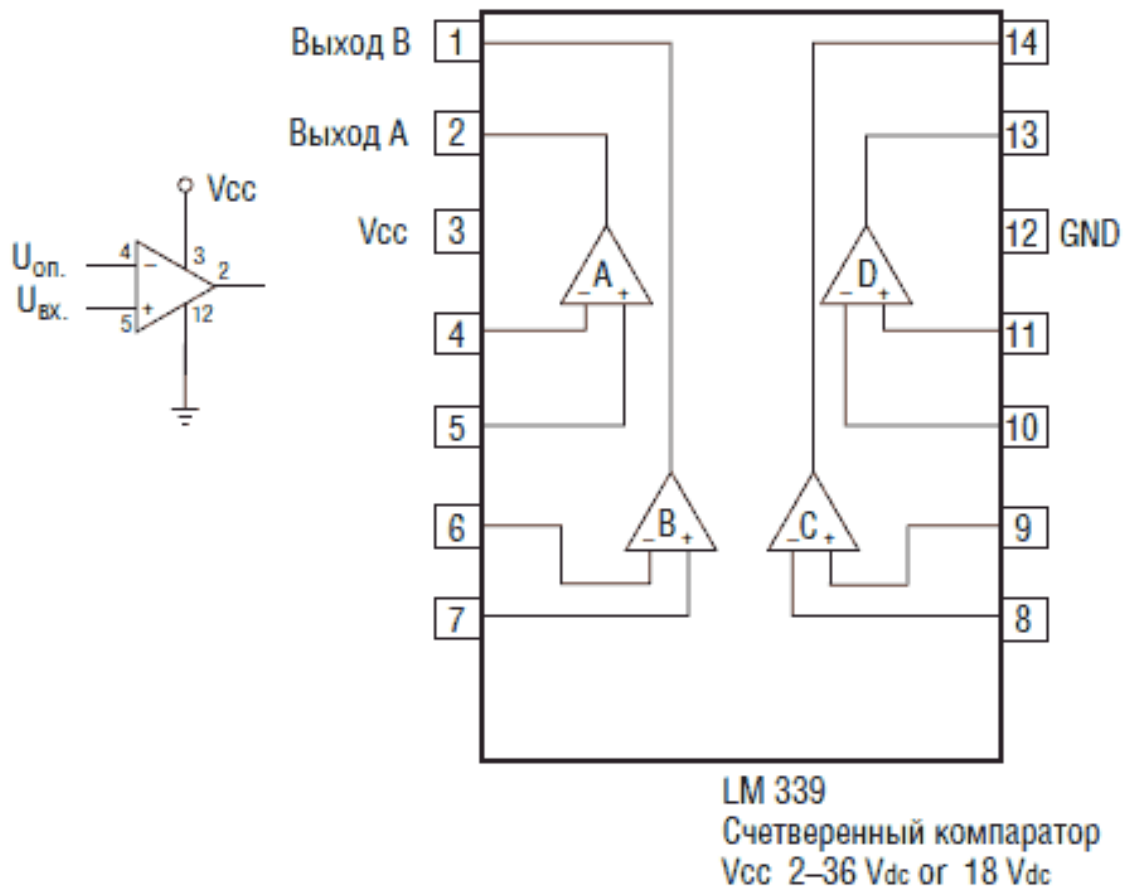 Выход B 1
14
Выход A 2
13
Vcc
Vcc 3
12 GND
Uоп. 4 − 3 2
Uвх. 5 + 12
A − +
D − +
4
11
5
10
6
9
B − +
C − +
7
8
LM 339
Счетверенный компаратор
Vcc 2–36 Vdc or 18 Vdc